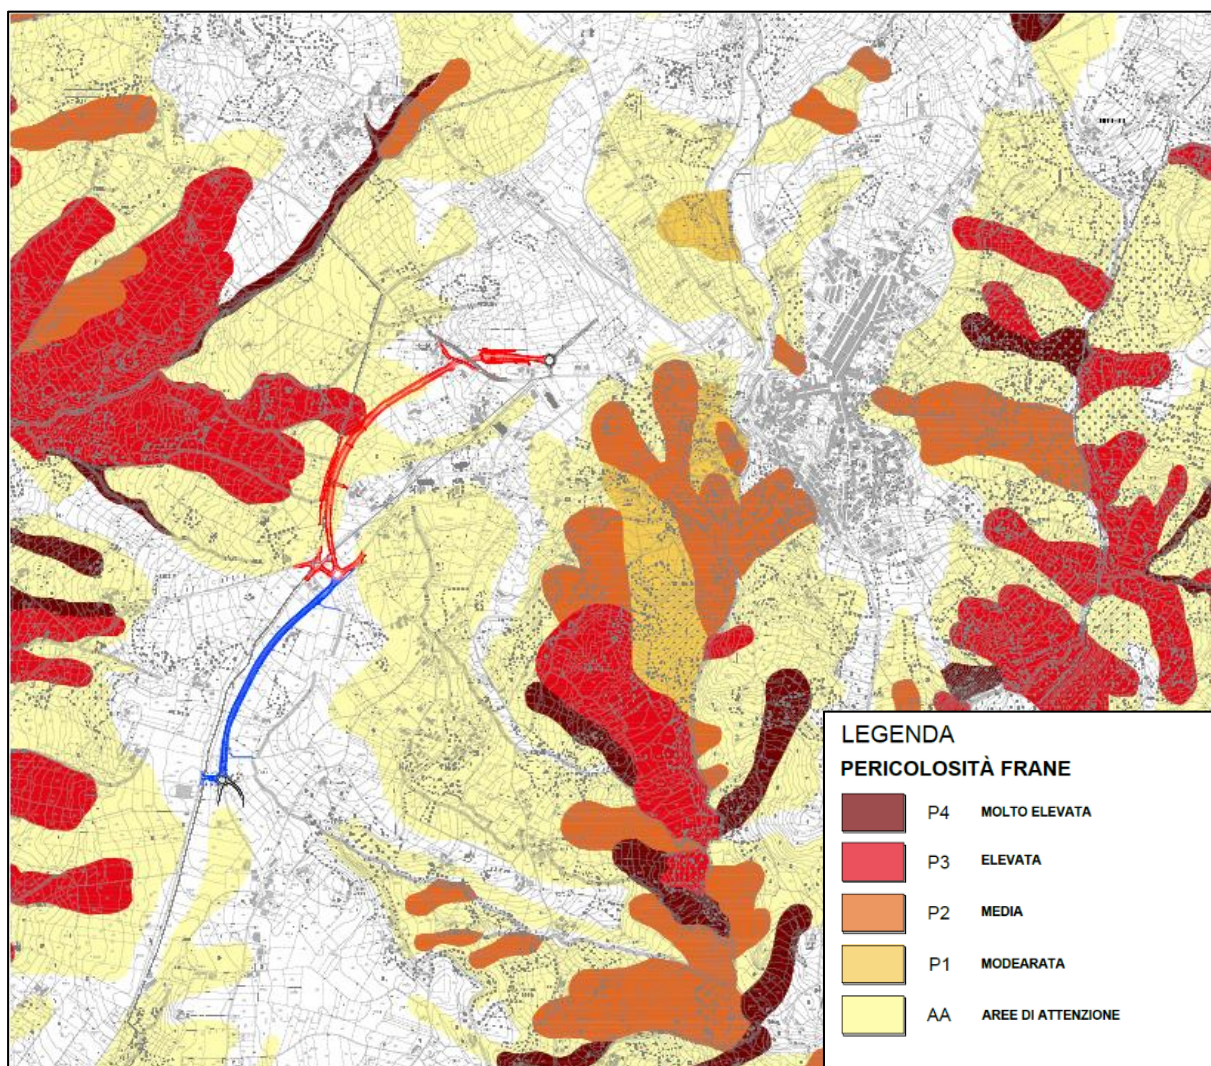 LEGENDA
PERICOLOSITÀ FRANE
P4 MOLTO ELEVATA
P3 ELEVATA
P2 MEDIA
P1 MODEARATA
AA AREE DI ATTENZIONE